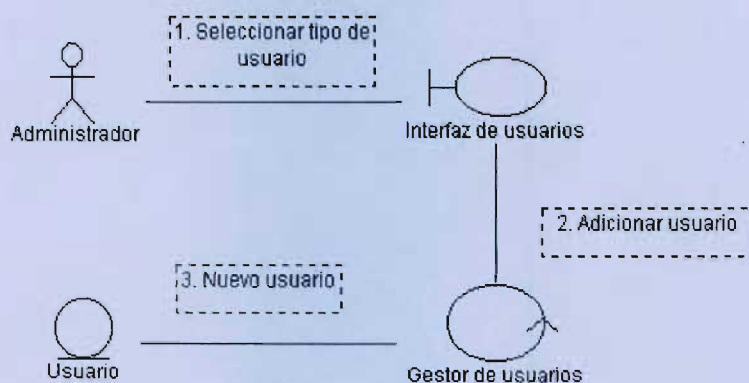 1. Seleccionar tipo de
usuario
Administrador
Interfaz de usuarios
2. Adicionar usuario
3. Nuevo usuario
Usuario
Gestor de usuarios